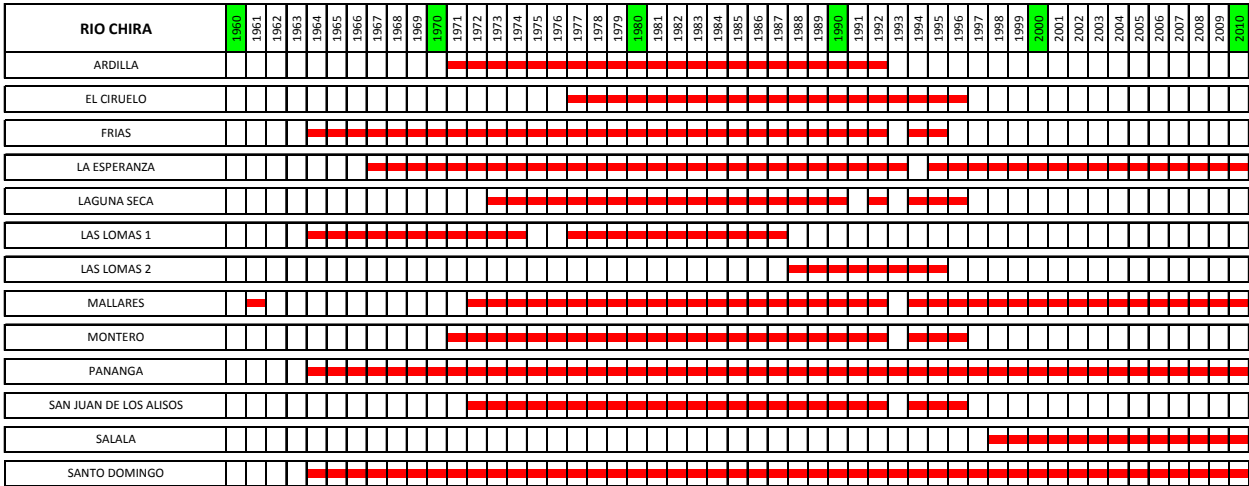 RIO CHIRA 1960 1961 1962 1963 1964 1965 1966 1967 1968 1969 1970 1971 1972 1973 1974 1975 1976 1977 1978 1979 1980 1981 1982 1983 1984 1985 1986 1987 1988 1989 1990 1991 1992 1993 1994 1995 1996 1997 1998 1999 2000 2001 2002 2003 2004 2005 2006 2007 2008 2009 2010
ARDILLA
EL CIRUELO
FRIAS
LA ESPERANZA
LAGUNA SECA
LAS LOMAS 1
LAS LOMAS 2
MALLARES
MONTERO
PANANGA
SAN JUAN DE LOS ALISOS
SALALA
SANTO DOMINGO